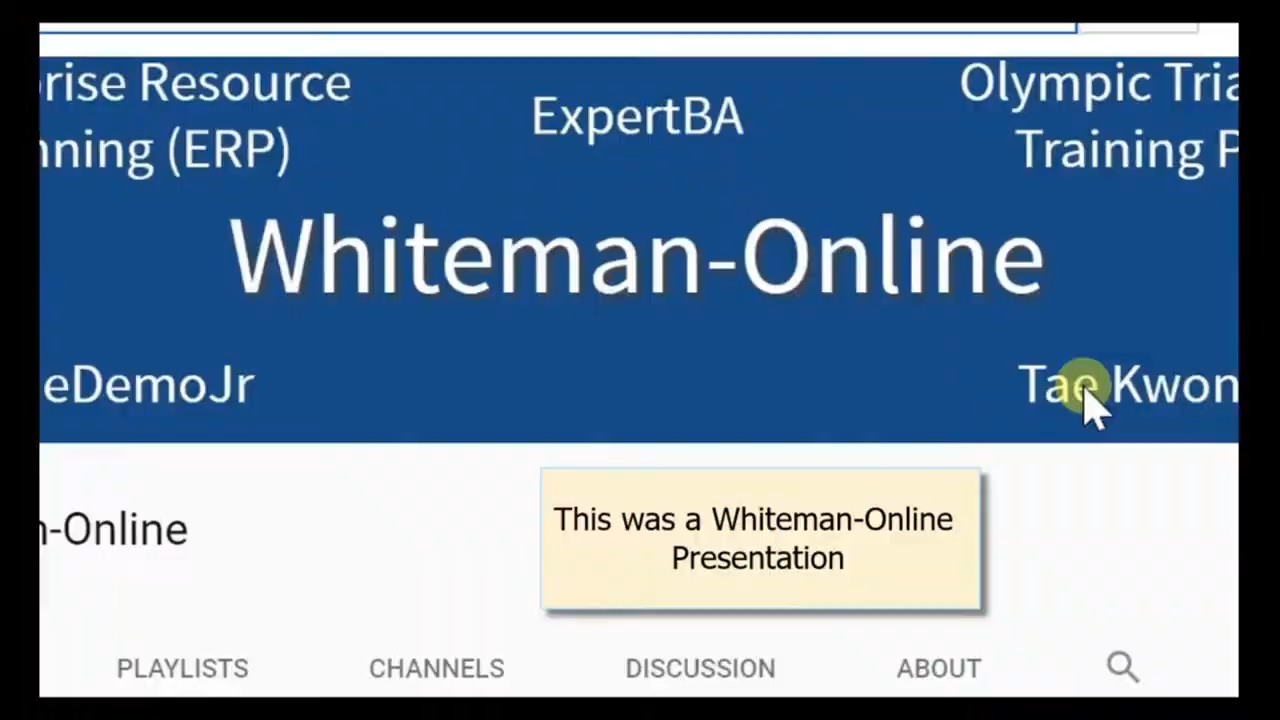 rise Resource
nning (ERP)
ExpertBA
Olympic Tria
Training P
Whiteman-Online
eDemoJr
Tae Kwon
n-Online
This was a Whiteman-Online
Presentation
PLAYLISTS CHANNELS DISCUSSION ABOUT